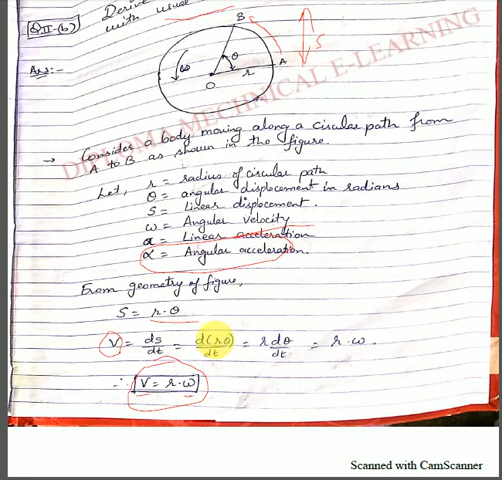 Q II-(b) Derive
with usual
Ans:-
B
S
θ
ω
r
A
O
DIPLOMA MECHANICAL E-LEARNING
→ Consider a body moving along a circular path from
A to B as shown in the figure.
Let, r = radius of circular path
θ = angular displacement in radians
S = Linear displacement.
ω = Angular velocity
a = Linear acceleration
α = Angular acceleration.
From geometry of figure,
S = r·θ
V = ds/dt = d(rθ)/dt = r dθ/dt = r·ω.
∴ V = r·ω
Scanned with CamScanner